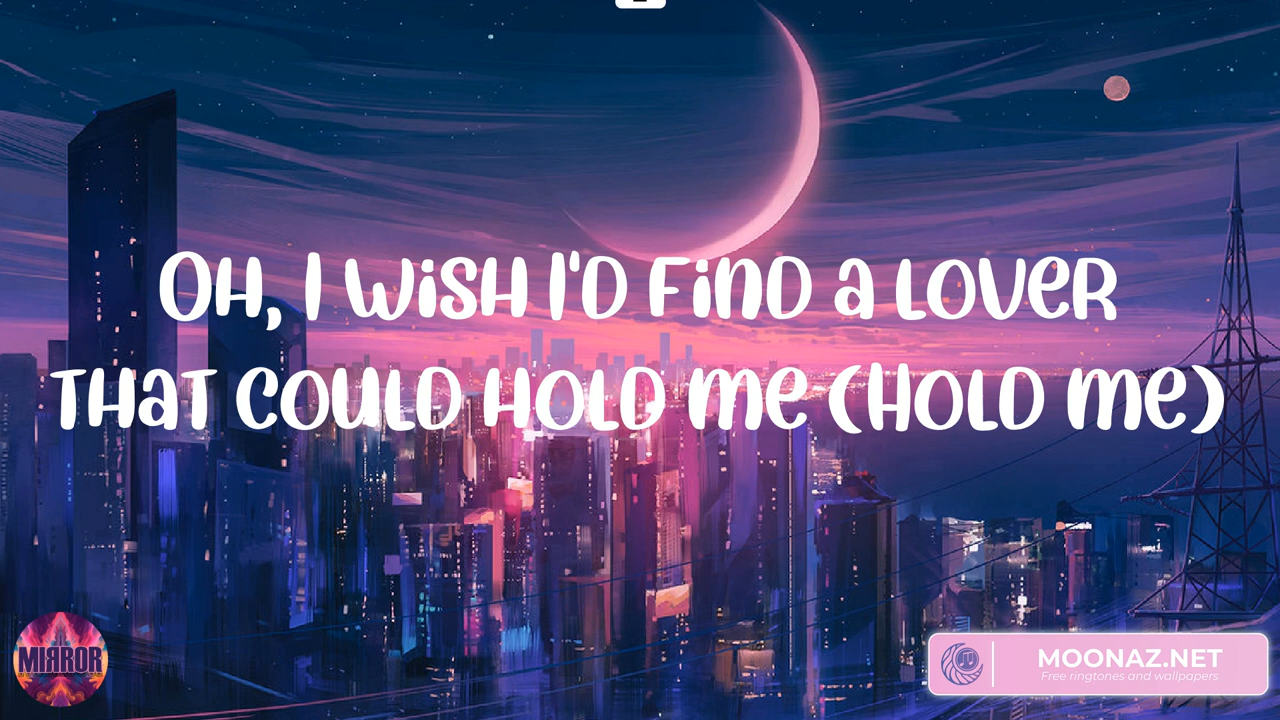 Oh, I wish I'd find a lover
that could hold me (hold me)
MIRROR
MOONAZ.NET
Free ringtones and wallpapers